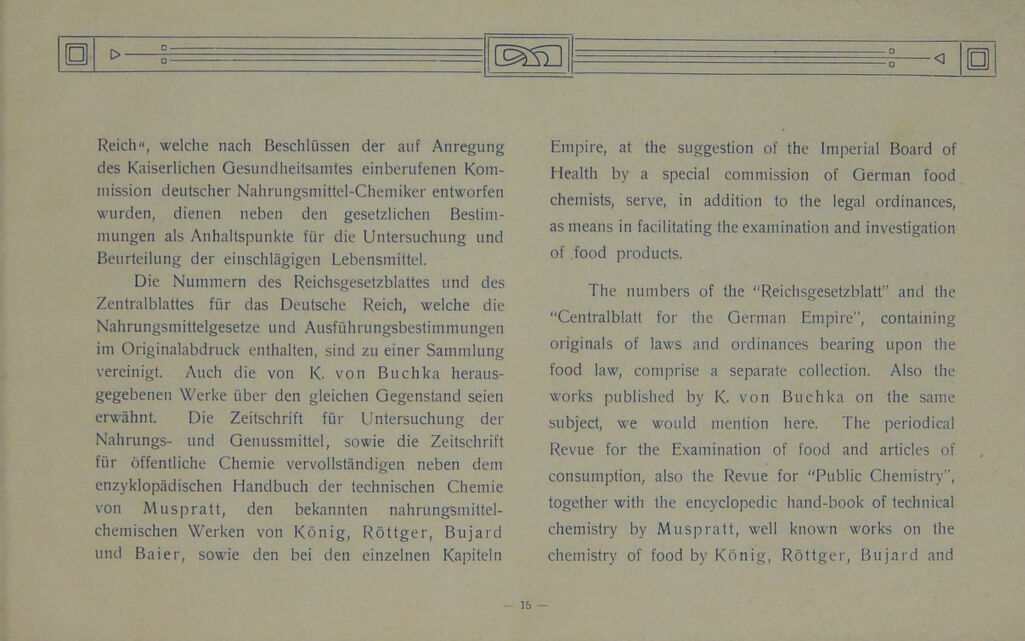 Reich“, welche nach Beschlüssen der auf Anregung
des Kaiserlichen Gesundheitsamtes einberufenen Kom-
mission deutscher Nahrungsmittel-Chemiker entworfen
wurden, dienen neben den gesetzlichen Bestim-
mungen als Anhaltspunkte für die Untersuchung und
Beurteilung der einschlägigen Lebensmittel.
Die Nummern des Reichsgesetzblattes und des
Zentralblattes für das Deutsche Reich, welche die
Nahrungsmittelgesetze und Ausführungsbestimmungen
im Originalabdruck enthalten, sind zu einer Sammlung
vereinigt. Auch die von K. von Buchka heraus-
gegebenen Werke über den gleichen Gegenstand seien
erwähnt. Die Zeitschrift für Untersuchung der
Nahrungs- und Genussmittel, sowie die Zeitschrift
für öffentliche Chemie vervollständigen neben dem
enzyklopädischen Handbuch der technischen Chemie
von Muspratt, den bekannten nahrungsmittel-
chemischen Werken von König, Röttger, Bujard
und Baier, sowie den bei den einzelnen Kapiteln
Empire, at the suggestion of the Imperial Board of
Health by a special commission of German food
chemists, serve, in addition to the legal ordinances,
as means in facilitating the examination and investigation
of food products.
The numbers of the "Reichsgesetzblatt" and the
"Centralblatt for the German Empire", containing
originals of laws and ordinances bearing upon the
food law, comprise a separate collection. Also the
works published by K. von Buchka on the same
subject, we would mention here. The periodical
Revue for the Examination of food and articles of
consumption, also the Revue for "Public Chemistry",
together with the encyclopedic hand-book of technical
chemistry by Muspratt, well known works on the
chemistry of food by König, Röttger, Bujard and
— 15 —